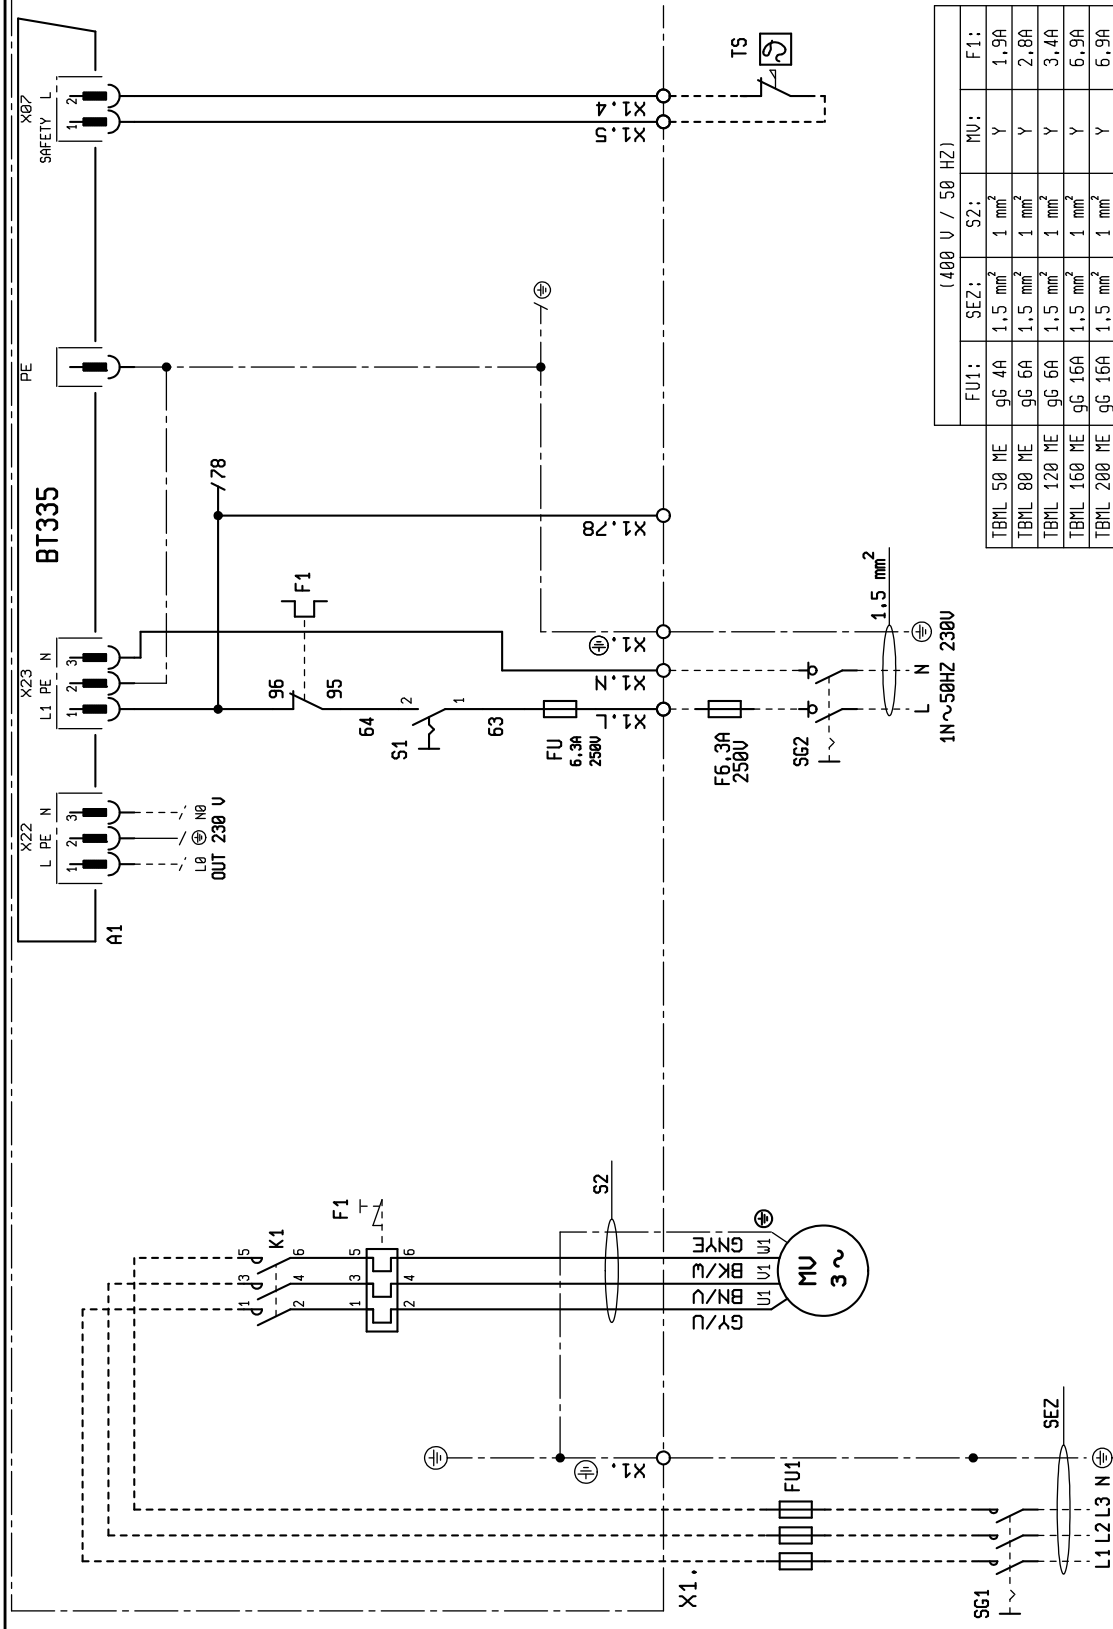 BT335
A1
X22
L PE N
1 2 3
L0 N0
OUT 230 V
X23
L1 PE N
1 2 3
PE
X07
SAFETY L
1 2
78
96
95
F1
64
S1
2
1
63
FU
6.3A
250V
X1.L
X1.N
X1.
X1.78
X1.5
X1.4
TS
F6.3A
250V
SG2
1.5 mm²
L N
1N~50HZ 230V
K1
1 3 5
2 4 6
F1
1 3 5
2 4 6
S2
GY/U
BN/V
BK/W
GNYE
U1 V1 W1
MV
3~
X1.
X1.
FU1
SG1
SEZ
L1 L2 L3 N
(400 V / 50 HZ)
FU1: SEZ: S2: MV: F1:
TBML 50 ME gG 4A 1,5 mm² 1 mm² Y 1,9A
TBML 80 ME gG 6A 1,5 mm² 1 mm² Y 2,8A
TBML 120 ME gG 6A 1,5 mm² 1 mm² Y 3,4A
TBML 160 ME gG 16A 1,5 mm² 1 mm² Y 6,9A
TBML 200 ME gG 16A 1,5 mm² 1 mm² Y 6,9A